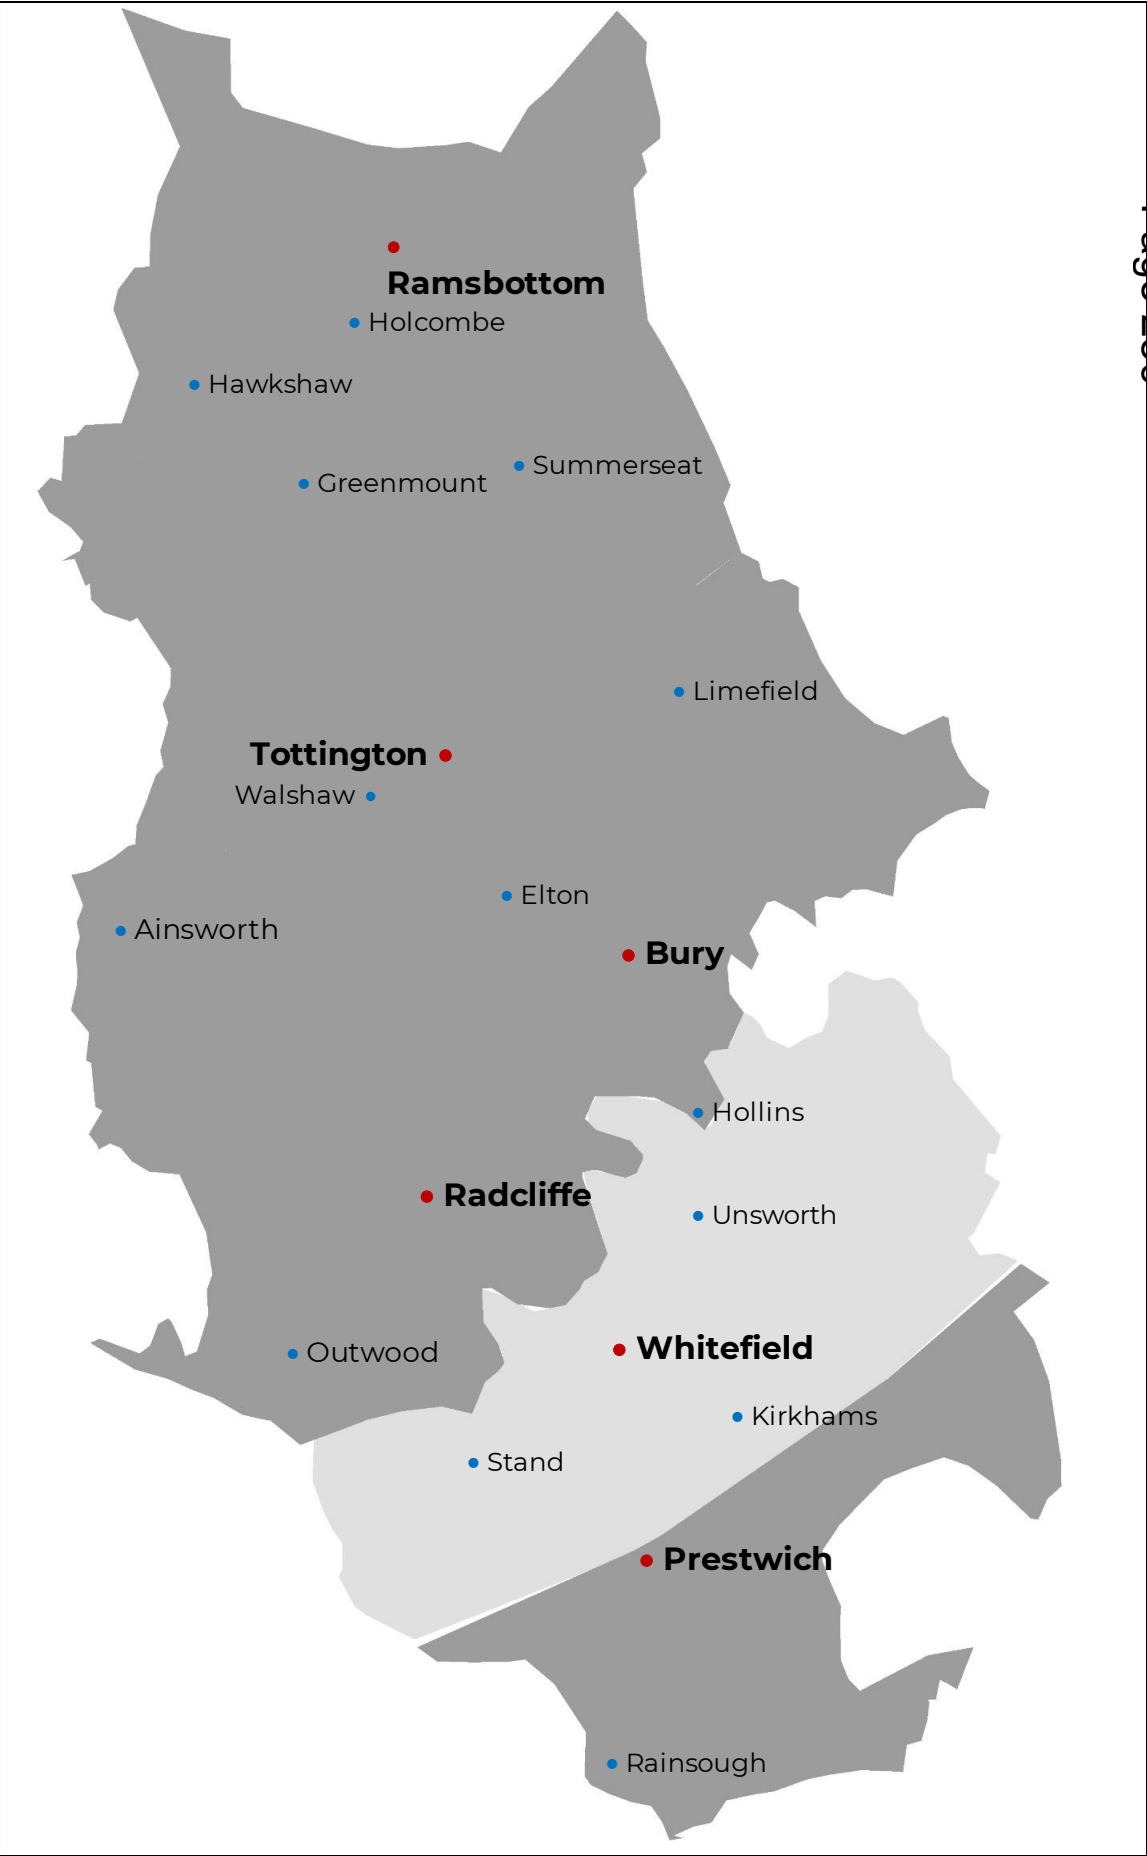 Ramsbottom
Holcombe
Hawkshaw
Summerseat
Greenmount
Limefield
Tottington
Walshaw
Elton
Ainsworth
Bury
Hollins
Radcliffe
Unsworth
Whitefield
Outwood
Kirkhams
Stand
Prestwich
Rainsough